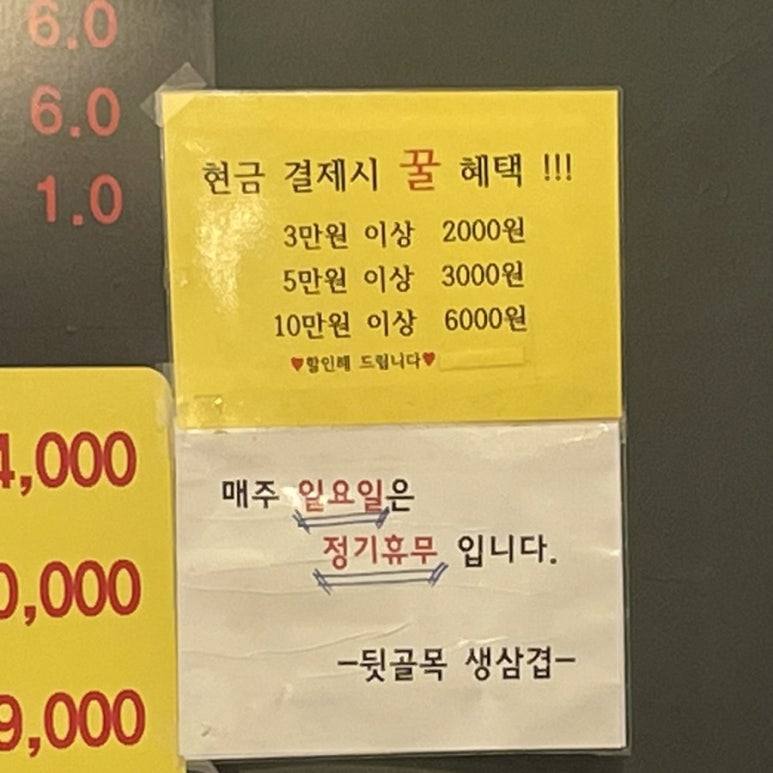 6.0
6.0
1.0
현금 결제시 꿀 혜택 !!!
3만원 이상 2000원
5만원 이상 3000원
10만원 이상 6000원
♥할인해 드립니다♥
4,000
0,000
9,000
매주 일요일은
정기휴무 입니다.
-뒷골목 생삼겹-